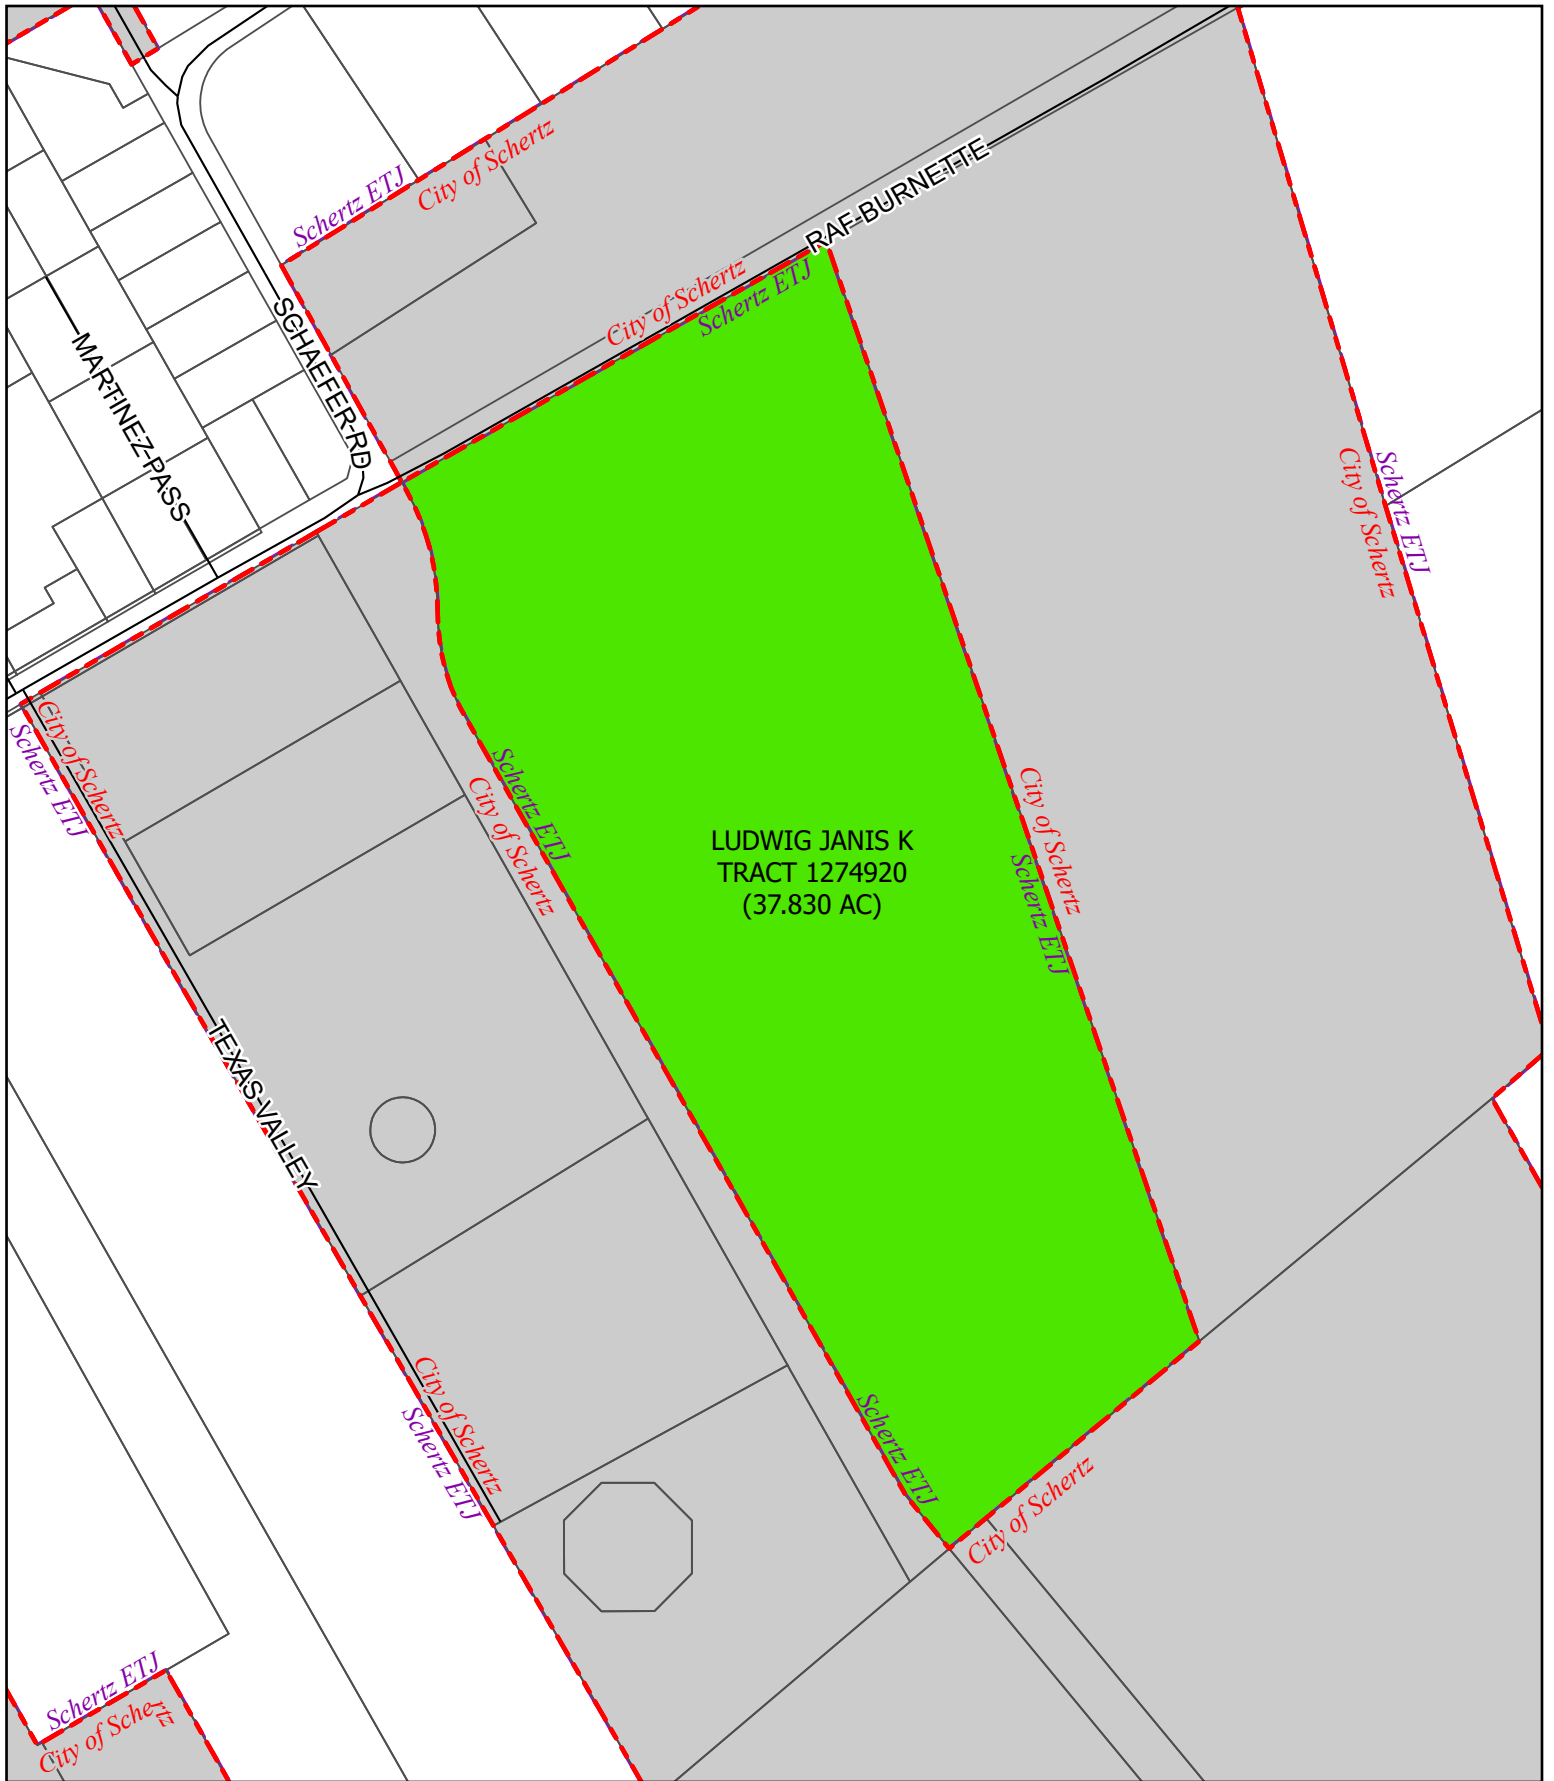 Schertz ETJ
City of Schertz
RAF-BURNETTE
City of Schertz
Schertz ETJ
SCHAEFER-RD
MARTINEZ-PASS
Schertz ETJ
City of Schertz
City of Schertz
Schertz ETJ
Schertz ETJ
City of Schertz
City of Schertz
Schertz ETJ
LUDWIG JANIS K
TRACT 1274920
(37.830 AC)
TEXAS-VALLEY
City of Schertz
Schertz ETJ
Schertz ETJ
City of Schertz
Schertz ETJ
City of Schertz